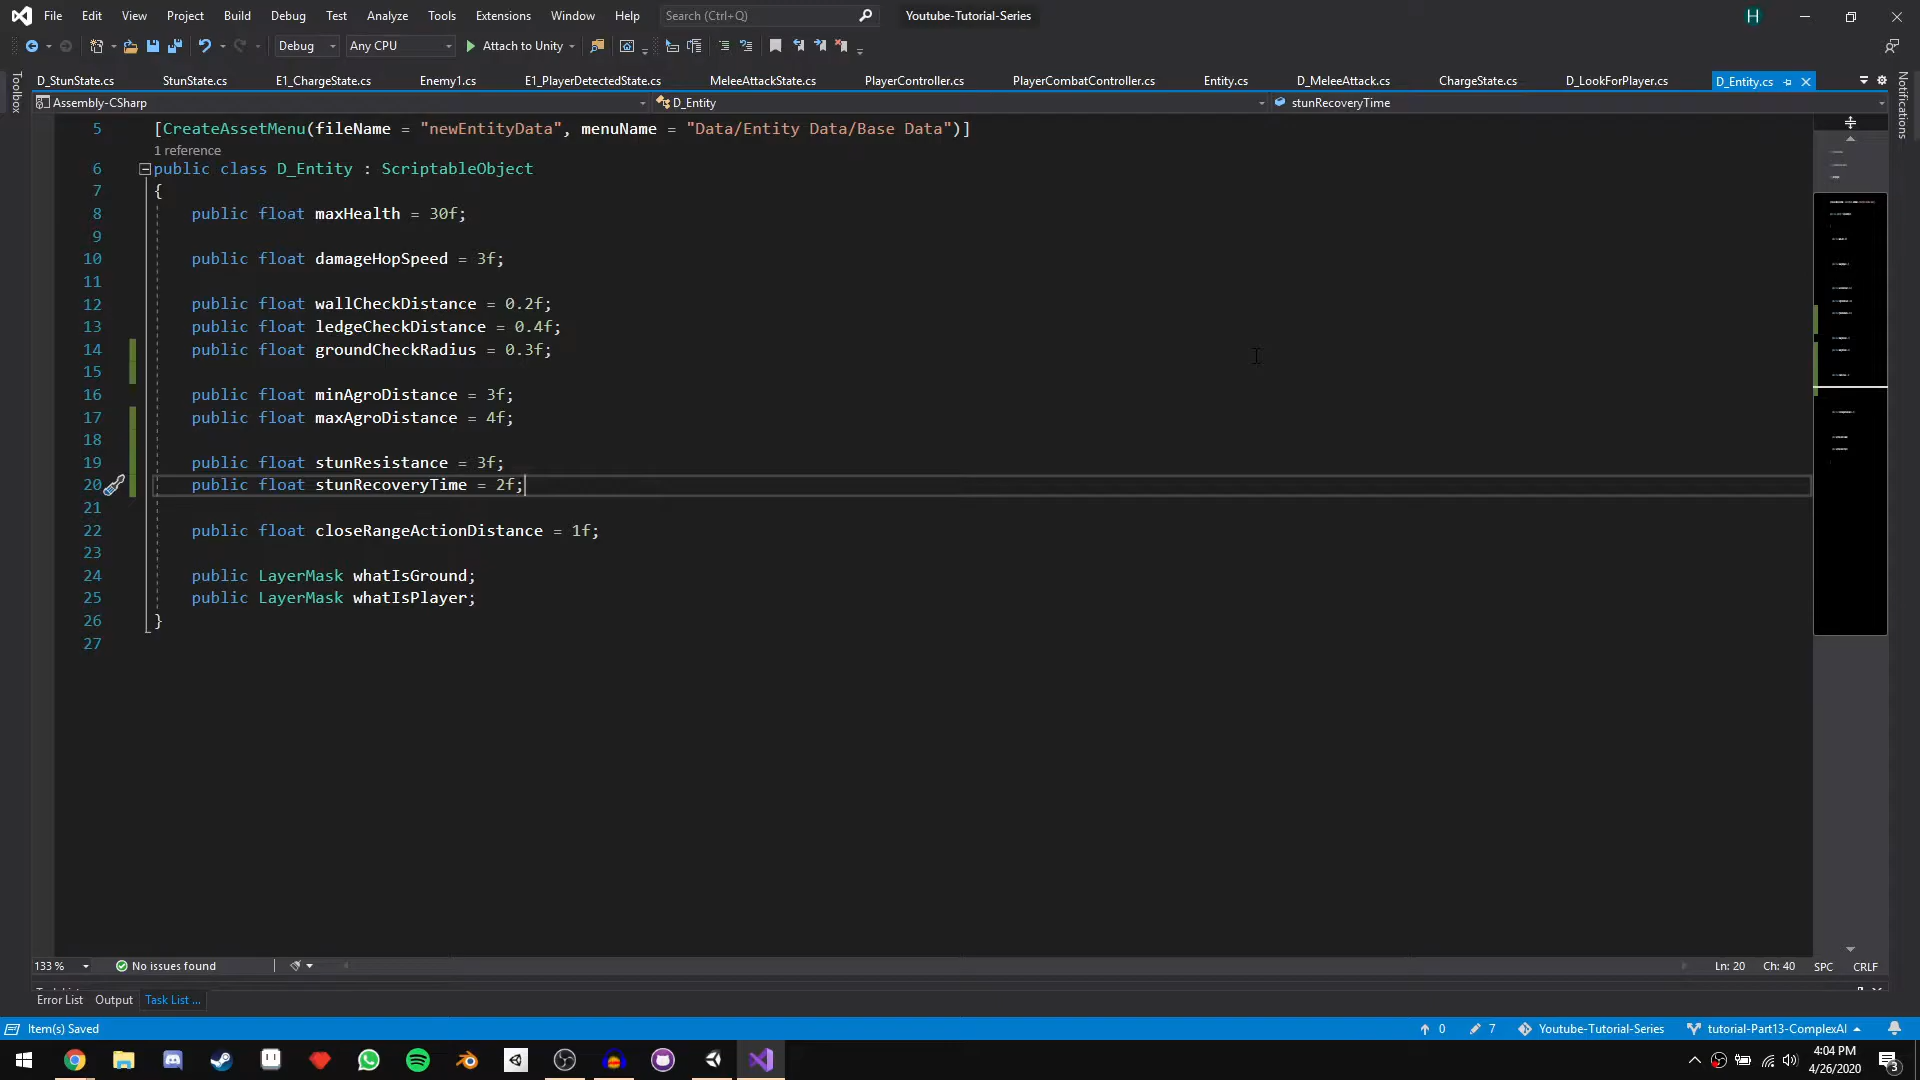 File Edit View Project Build Debug Test Analyze Tools Extensions Window Help Search (Ctrl+Q) Youtube-Tutorial-Series H
Debug Any CPU Attach to Unity
D_StunState.cs StunState.cs E1_ChargeState.cs Enemy1.cs E1_PlayerDetectedState.cs MeleeAttackState.cs PlayerController.cs PlayerCombatController.cs Entity.cs D_MeleeAttack.cs ChargeState.cs D_LookForPlayer.cs D_Entity.cs
Toolbox
Notifications
Assembly-CSharp D_Entity stunRecoveryTime
5 [CreateAssetMenu(fileName = "newEntityData", menuName = "Data/Entity Data/Base Data")]
1 reference
6 public class D_Entity : ScriptableObject
7 {
8 public float maxHealth = 30f;
9
10 public float damageHopSpeed = 3f;
11
12 public float wallCheckDistance = 0.2f;
13 public float ledgeCheckDistance = 0.4f;
14 public float groundCheckRadius = 0.3f;
15
16 public float minAgroDistance = 3f;
17 public float maxAgroDistance = 4f;
18
19 public float stunResistance = 3f;
20 public float stunRecoveryTime = 2f;
21
22 public float closeRangeActionDistance = 1f;
23
24 public LayerMask whatIsGround;
25 public LayerMask whatIsPlayer;
26 }
27
133 % No issues found Ln: 20 Ch: 40 SPC CRLF
Error List Output Task List ...
Item(s) Saved 0 7 Youtube-Tutorial-Series tutorial-Part13-ComplexAI
4:04 PM
4/26/2020
3